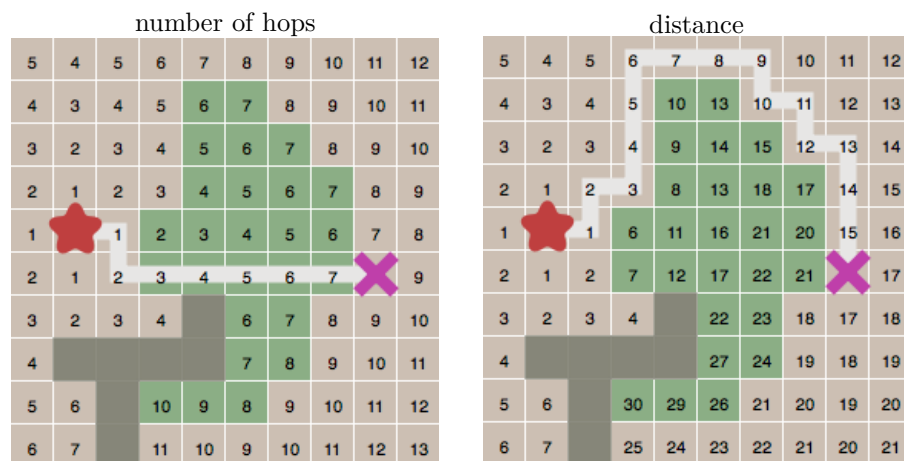 number of hops
5 4 5 6 7 8 9 10 11 12
4 3 4 5 6 7 8 9 10 11
3 2 3 4 5 6 7 8 9 10
2 1 2 3 4 5 6 7 8 9
1 1 2 3 4 5 6 7 8
2 1 2 3 4 5 6 7 9
3 2 3 4 6 7 8 9 10
4 7 8 9 10 11
5 6 10 9 8 9 10 11 12
6 7 11 10 9 10 11 12 13
distance
5 4 5 6 7 8 9 10 11 12
4 3 4 5 10 13 10 11 12 13
3 2 3 4 9 14 15 12 13 14
2 1 2 3 8 13 18 17 14 15
1 1 6 11 16 21 20 15 16
2 1 2 7 12 17 22 21 17
3 2 3 4 22 23 18 17 18
4 27 24 19 18 19
5 6 30 29 26 21 20 19 20
6 7 25 24 23 22 21 20 21